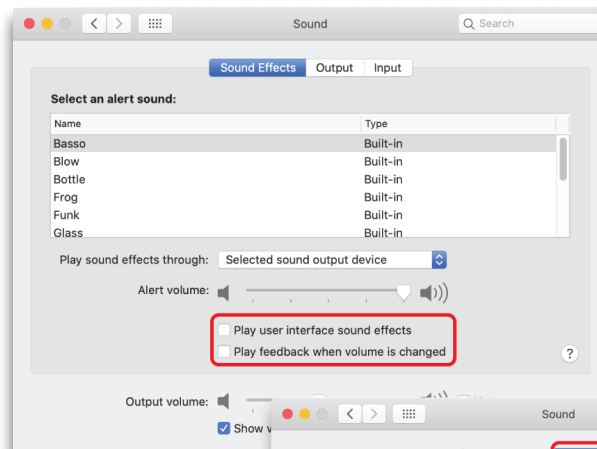 Sound
Search
Sound Effects Output Input
Select an alert sound:
Name Type
Basso Built-in
Blow Built-in
Bottle Built-in
Frog Built-in
Funk Built-in
Glass Built-in
Play sound effects through: Selected sound output device
Alert volume:
Play user interface sound effects
Play feedback when volume is changed
?
Output volume:
Show
Sound